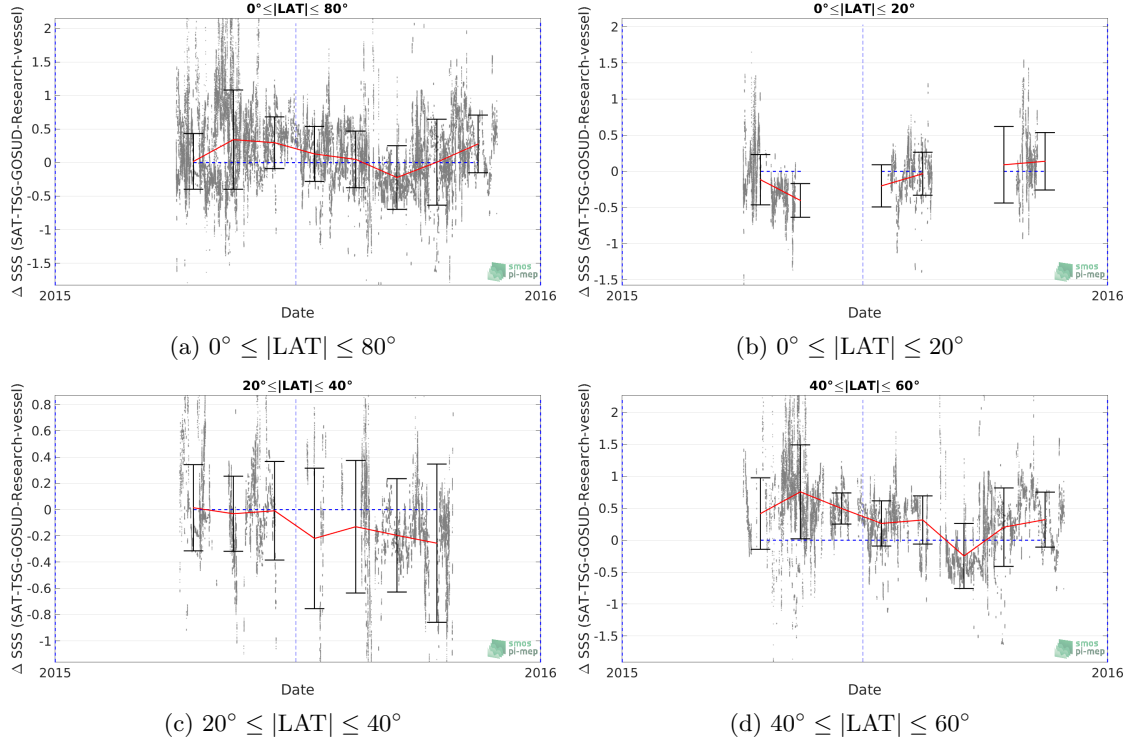 0°≤|LAT|≤ 80°
Δ SSS (SAT-TSG-GOSUD-Research-vessel)
2
1.5
1
0.5
0
-0.5
-1
-1.5
2015
2016
Date
smos
pi-mep
(a) 0° ≤ |LAT| ≤ 80°
0°≤|LAT|≤ 20°
Δ SSS (SAT-TSG-GOSUD-Research-vessel)
2
1.5
1
0.5
0
-0.5
-1
-1.5
2015
2016
Date
smos
pi-mep
(b) 0° ≤ |LAT| ≤ 20°
20°≤|LAT|≤ 40°
Δ SSS (SAT-TSG-GOSUD-Research-vessel)
0.8
0.6
0.4
0.2
0
-0.2
-0.4
-0.6
-0.8
-1
2015
2016
Date
smos
pi-mep
(c) 20° ≤ |LAT| ≤ 40°
40°≤|LAT|≤ 60°
Δ SSS (SAT-TSG-GOSUD-Research-vessel)
2
1.5
1
0.5
0
-0.5
-1
-1.5
2015
2016
Date
smos
pi-mep
(d) 40° ≤ |LAT| ≤ 60°